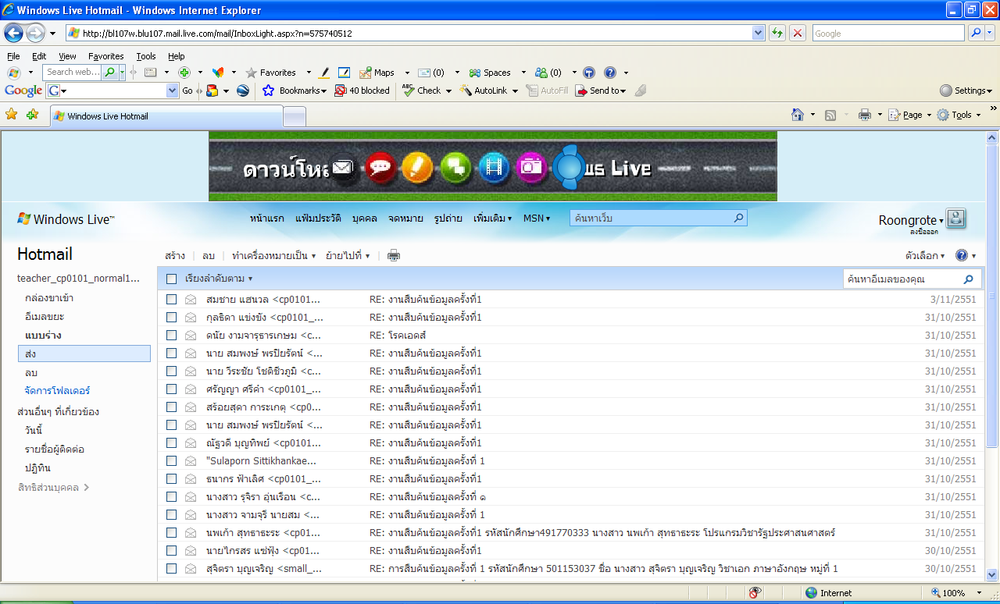 Windows Live Hotmail - Windows Internet Explorer
http://bl107w.blu107.mail.live.com/mail/InboxLight.aspx?n=575740512
Google
File Edit View Favorites Tools Help
Search web... Favorites Maps (0) Spaces (0)
Google G Go Bookmarks 40 blocked Check AutoLink AutoFill Send to Settings
Windows Live Hotmail Page Tools
ดาวน์โหล us Live
Windows Live™ หน้าแรก แฟ้มประวัติ บุคคล จดหมาย รูปถ่าย เพิ่มเติม MSN ค้นหาเว็บ Roongrote
ลงชื่อออก
Hotmail สร้าง ลบ ทำเครื่องหมายเป็น ย้ายไปที่ ตัวเลือก
teacher_cp0101_normal1... เรียงลำดับตาม ค้นหาอีเมลของคุณ
กล่องขาเข้า
อีเมลขยะ
แบบร่าง
ส่ง
ลบ
จัดการโฟลเดอร์
ส่วนอื่นๆ ที่เกี่ยวข้อง
วันนี้
รายชื่อผู้ติดต่อ
ปฏิทิน
สิทธิส่วนบุคคล
สมชาย แฮนวล <cp0101... RE: งานสืบค้นข้อมูลครั้งที่1 3/11/2551
กุลธิดา แข่งขัง <cp0101_... RE: งานสืบค้นข้อมูลครั้งที่1 31/10/2551
ดนัย งามจารุธารเกษม <c... RE: โรคเอดส์ 31/10/2551
นาย สมพงษ์ พรปิยรัตน์ <... RE: งานสืบค้นข้อมูลครั้งที่1 31/10/2551
นาย วีระชัย โชติชีวภูมิ <c... RE: งานสืบค้นข้อมูลครั้งที่1 31/10/2551
ศรัญญา ศรีคำ <cp0101_... RE: งานสืบค้นข้อมูลครั้งที่1 31/10/2551
สร้อยสุดา การะเกตุ <cp0... RE: งานสืบค้นข้อมูลครั้งที่1 31/10/2551
นาย สมพงษ์ พรปิยรัตน์ <... RE: งานสืบค้นข้อมูลครั้งที่1 31/10/2551
ณัฐวดี บุญทิพย์ <cp0101... RE: งานสืบค้นข้อมูลครั้งที่1 31/10/2551
"Sulaporn Sittikhankae... RE: งานสืบค้นข้อมูลครั้งที่ 1 31/10/2551
ธนากร ฟ้าเลิศ <cp0101_... RE: งานสืบค้นข้อมูลครั้งที่1 31/10/2551
นางสาว รุจิรา อุ่นเรือน <c... RE: งานสืบค้นข้อมูลครั้งที่ ๑ 31/10/2551
นางสาว จามจุรี นายสม <... RE: งานสืบค้นข้อมูลครั้งที่ 1 31/10/2551
นพเก้า สุทธาธะระ <cp01... RE: งานสืบค้นข้อมูลครั้งที่1 รหัสนักศึกษา491770333 นางสาว นพเก้า สุทธาธะระ โปรแกรมวิชารัฐประศาสนศาสตร์ 31/10/2551
นายไกรสร แซ่ฟุ้ง <cp01... RE: งานสืบค้นข้อมูลครั้งที่1 30/10/2551
สุจิตรา บุญเจริญ <small_... RE: การสืบค้นข้อมูลครั้งที่ 1 รหัสนักศึกษา 501153037 ชื่อ นางสาว สุจิตรา บุญเจริญ วิชาเอก ภาษาอังกฤษ หมู่ที่ 1 30/10/2551
Internet 100%